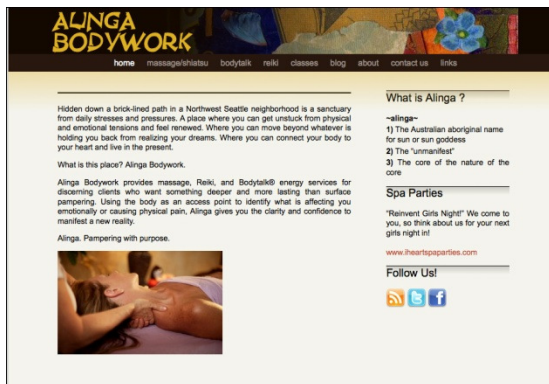 ALINGA
BODYWORK
home massage/shiatsu bodytalk reiki classes blog about contact us links
Hidden down a brick-lined path in a Northwest Seattle neighborhood is a sanctuary
from daily stresses and pressures. A place where you can get unstuck from physical
and emotional tensions and feel renewed. Where you can move beyond whatever is
holding you back from realizing your dreams. Where you can connect your body to
your heart and live in the present.
What is this place? Alinga Bodywork.
Alinga Bodywork provides massage, Reiki, and Bodytalk® energy services for
discerning clients who want something deeper and more lasting than surface
pampering. Using the body as an access point to identify what is affecting you
emotionally or causing physical pain, Alinga gives you the clarity and confidence to
manifest a new reality.
Alinga. Pampering with purpose.
What is Alinga ?
~alinga~
1) The Australian aboriginal name
for sun or sun goddess
2) The "unmanifest"
3) The core of the nature of the
core
Spa Parties
"Reinvent Girls Night!" We come to
you, so think about us for your next
girls night in!
www.iheartspaparties.com
Follow Us!